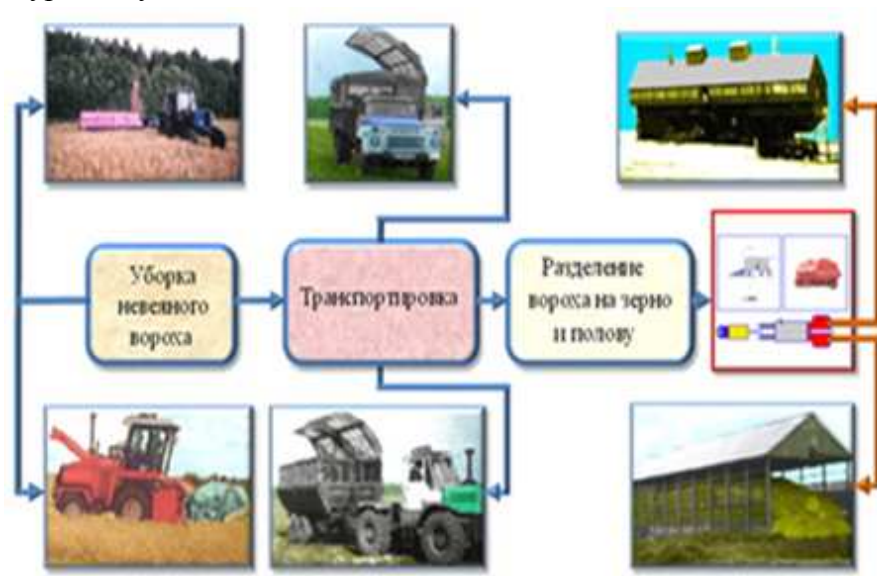 Уборка
невеяного
вороха
Транспортировка
Разделение
вороха на зерно
и полову